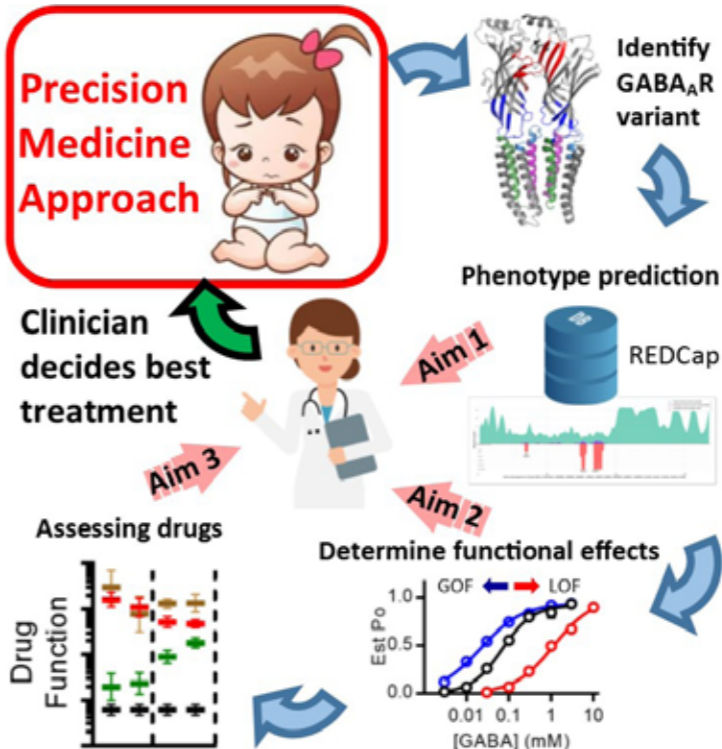 Precision
Medicine
Approach
Identify
GABAAR
variant
Phenotype prediction
REDCap
Aim 1
Clinician
decides best
treatment
Aim 3
Aim 2
Assessing drugs
Drug
Function
Determine functional effects
GOF LOF
Est Po
1.0
0.5
0.0
0.01 0.1 1 10
[GABA] (mM)